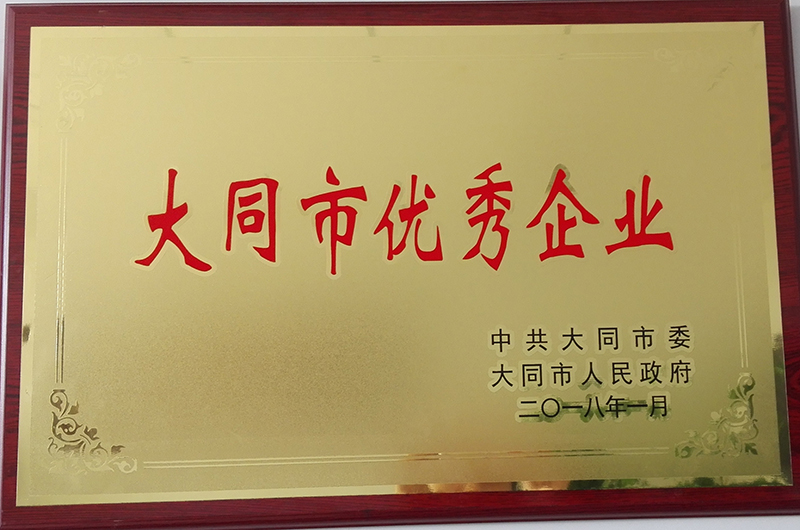 大同市优秀企业
中共大同市委
大同市人民政府
二〇一八年一月